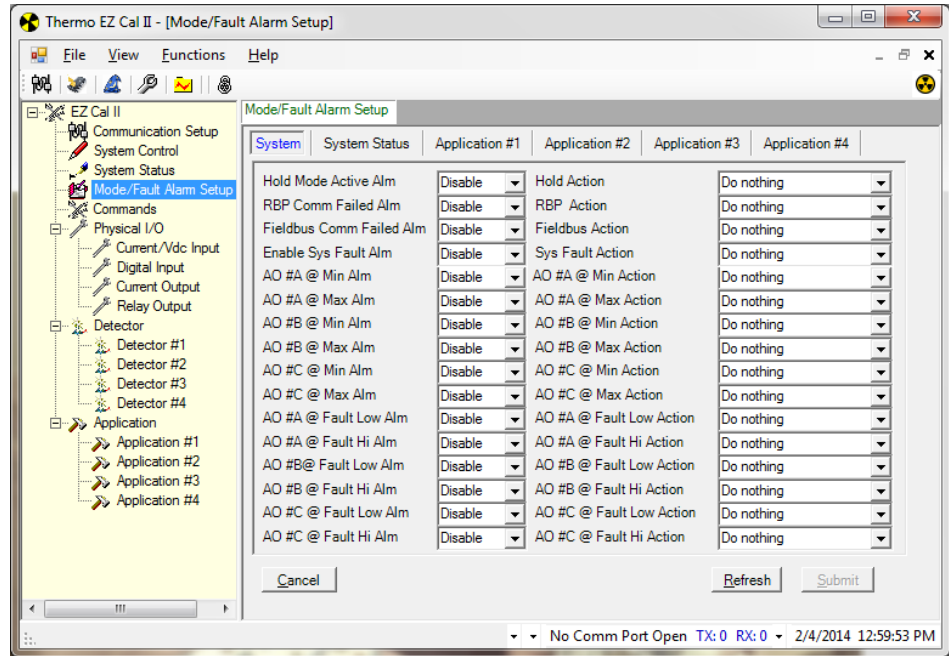 Thermo EZ Cal II - [Mode/Fault Alarm Setup]
File View Functions Help
EZ Cal II
Communication Setup
System Control
System Status
Mode/Fault Alarm Setup
Commands
Physical I/O
Current/Vdc Input
Digital Input
Current Output
Relay Output
Detector
Detector #1
Detector #2
Detector #3
Detector #4
Application
Application #1
Application #2
Application #3
Application #4
Mode/Fault Alarm Setup
System System Status Application #1 Application #2 Application #3 Application #4
Hold Mode Active Alm Disable Hold Action Do nothing
RBP Comm Failed Alm Disable RBP Action Do nothing
Fieldbus Comm Failed Alm Disable Fieldbus Action Do nothing
Enable Sys Fault Alm Disable Sys Fault Action Do nothing
AO #A @ Min Alm Disable AO #A @ Min Action Do nothing
AO #A @ Max Alm Disable AO #A @ Max Action Do nothing
AO #B @ Min Alm Disable AO #B @ Min Action Do nothing
AO #B @ Max Alm Disable AO #B @ Max Action Do nothing
AO #C @ Min Alm Disable AO #C @ Min Action Do nothing
AO #C @ Max Alm Disable AO #C @ Max Action Do nothing
AO #A @ Fault Low Alm Disable AO #A @ Fault Low Action Do nothing
AO #A @ Fault Hi Alm Disable AO #A @ Fault Hi Action Do nothing
AO #B@ Fault Low Alm Disable AO #B @ Fault Low Action Do nothing
AO #B @ Fault Hi Alm Disable AO #B @ Fault Hi Action Do nothing
AO #C @ Fault Low Alm Disable AO #C @ Fault Low Action Do nothing
AO #C @ Fault Hi Alm Disable AO #C @ Fault Hi Action Do nothing
Cancel Refresh Submit
No Comm Port Open TX: 0 RX: 0 2/4/2014 12:59:53 PM